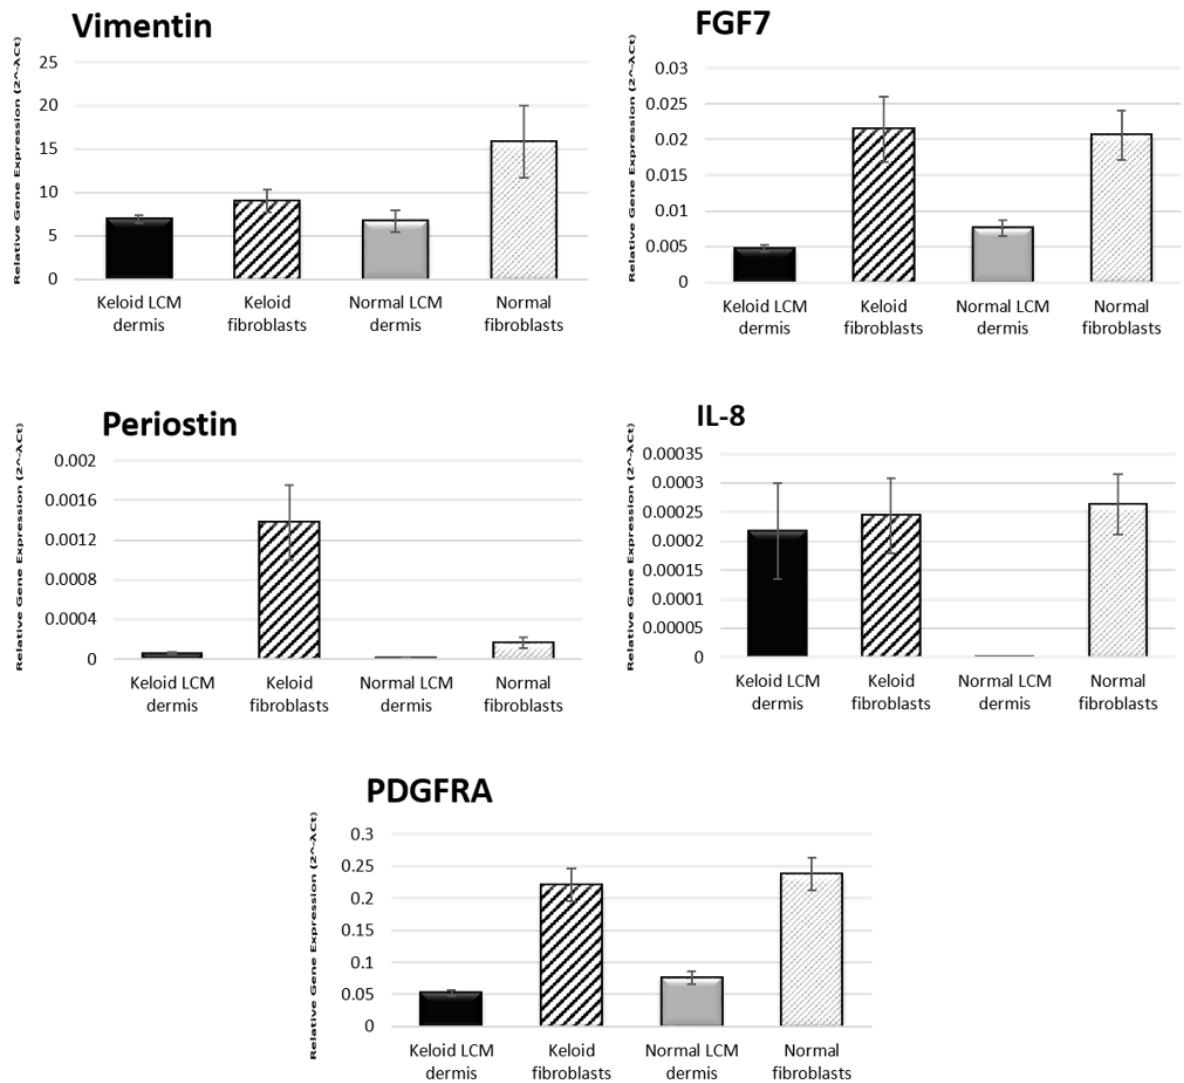 Vimentin
Relative Gene Expression (2^-λCt)
25
20
15
10
5
0
Keloid LCM dermis
Keloid fibroblasts
Normal LCM dermis
Normal fibroblasts
FGF7
Relative Gene Expression (2^-λCt)
0.03
0.025
0.02
0.015
0.01
0.005
0
Keloid LCM dermis
Keloid fibroblasts
Normal LCM dermis
Normal fibroblasts
Periostin
Relative Gene Expression (2^-λCt)
0.002
0.0016
0.0012
0.0008
0.0004
0
Keloid LCM dermis
Keloid fibroblasts
Normal LCM dermis
Normal fibroblasts
IL-8
Relative Gene Expression (2^-λCt)
0.00035
0.0003
0.00025
0.0002
0.00015
0.0001
0.00005
0
Keloid LCM dermis
Keloid fibroblasts
Normal LCM dermis
Normal fibroblasts
PDGFRA
Relative Gene Expression (2^-λCt)
0.3
0.25
0.2
0.15
0.1
0.05
0
Keloid LCM dermis
Keloid fibroblasts
Normal LCM dermis
Normal fibroblasts